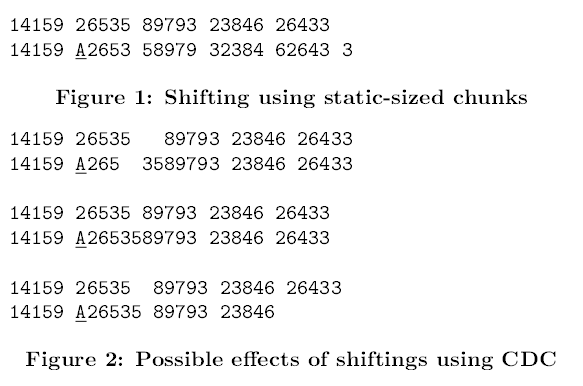 14159 26535 89793 23846 26433
14159 A2653 58979 32384 62643 3
Figure 1: Shifting using static-sized chunks
14159 26535 89793 23846 26433
14159 A265 3589793 23846 26433
14159 26535 89793 23846 26433
14159 A2653589793 23846 26433
14159 26535 89793 23846 26433
14159 A26535 89793 23846
Figure 2: Possible effects of shiftings using CDC